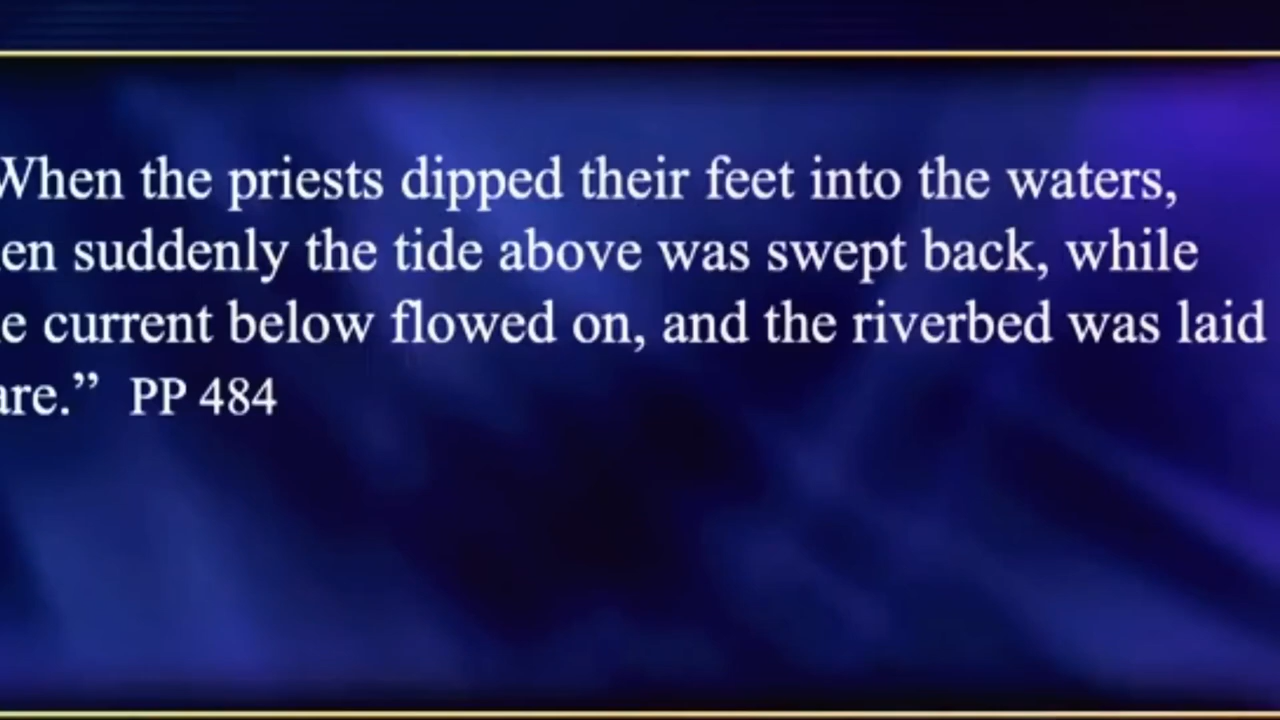 When the priests dipped their feet into the waters,
en suddenly the tide above was swept back, while
e current below flowed on, and the riverbed was laid
are.” PP 484